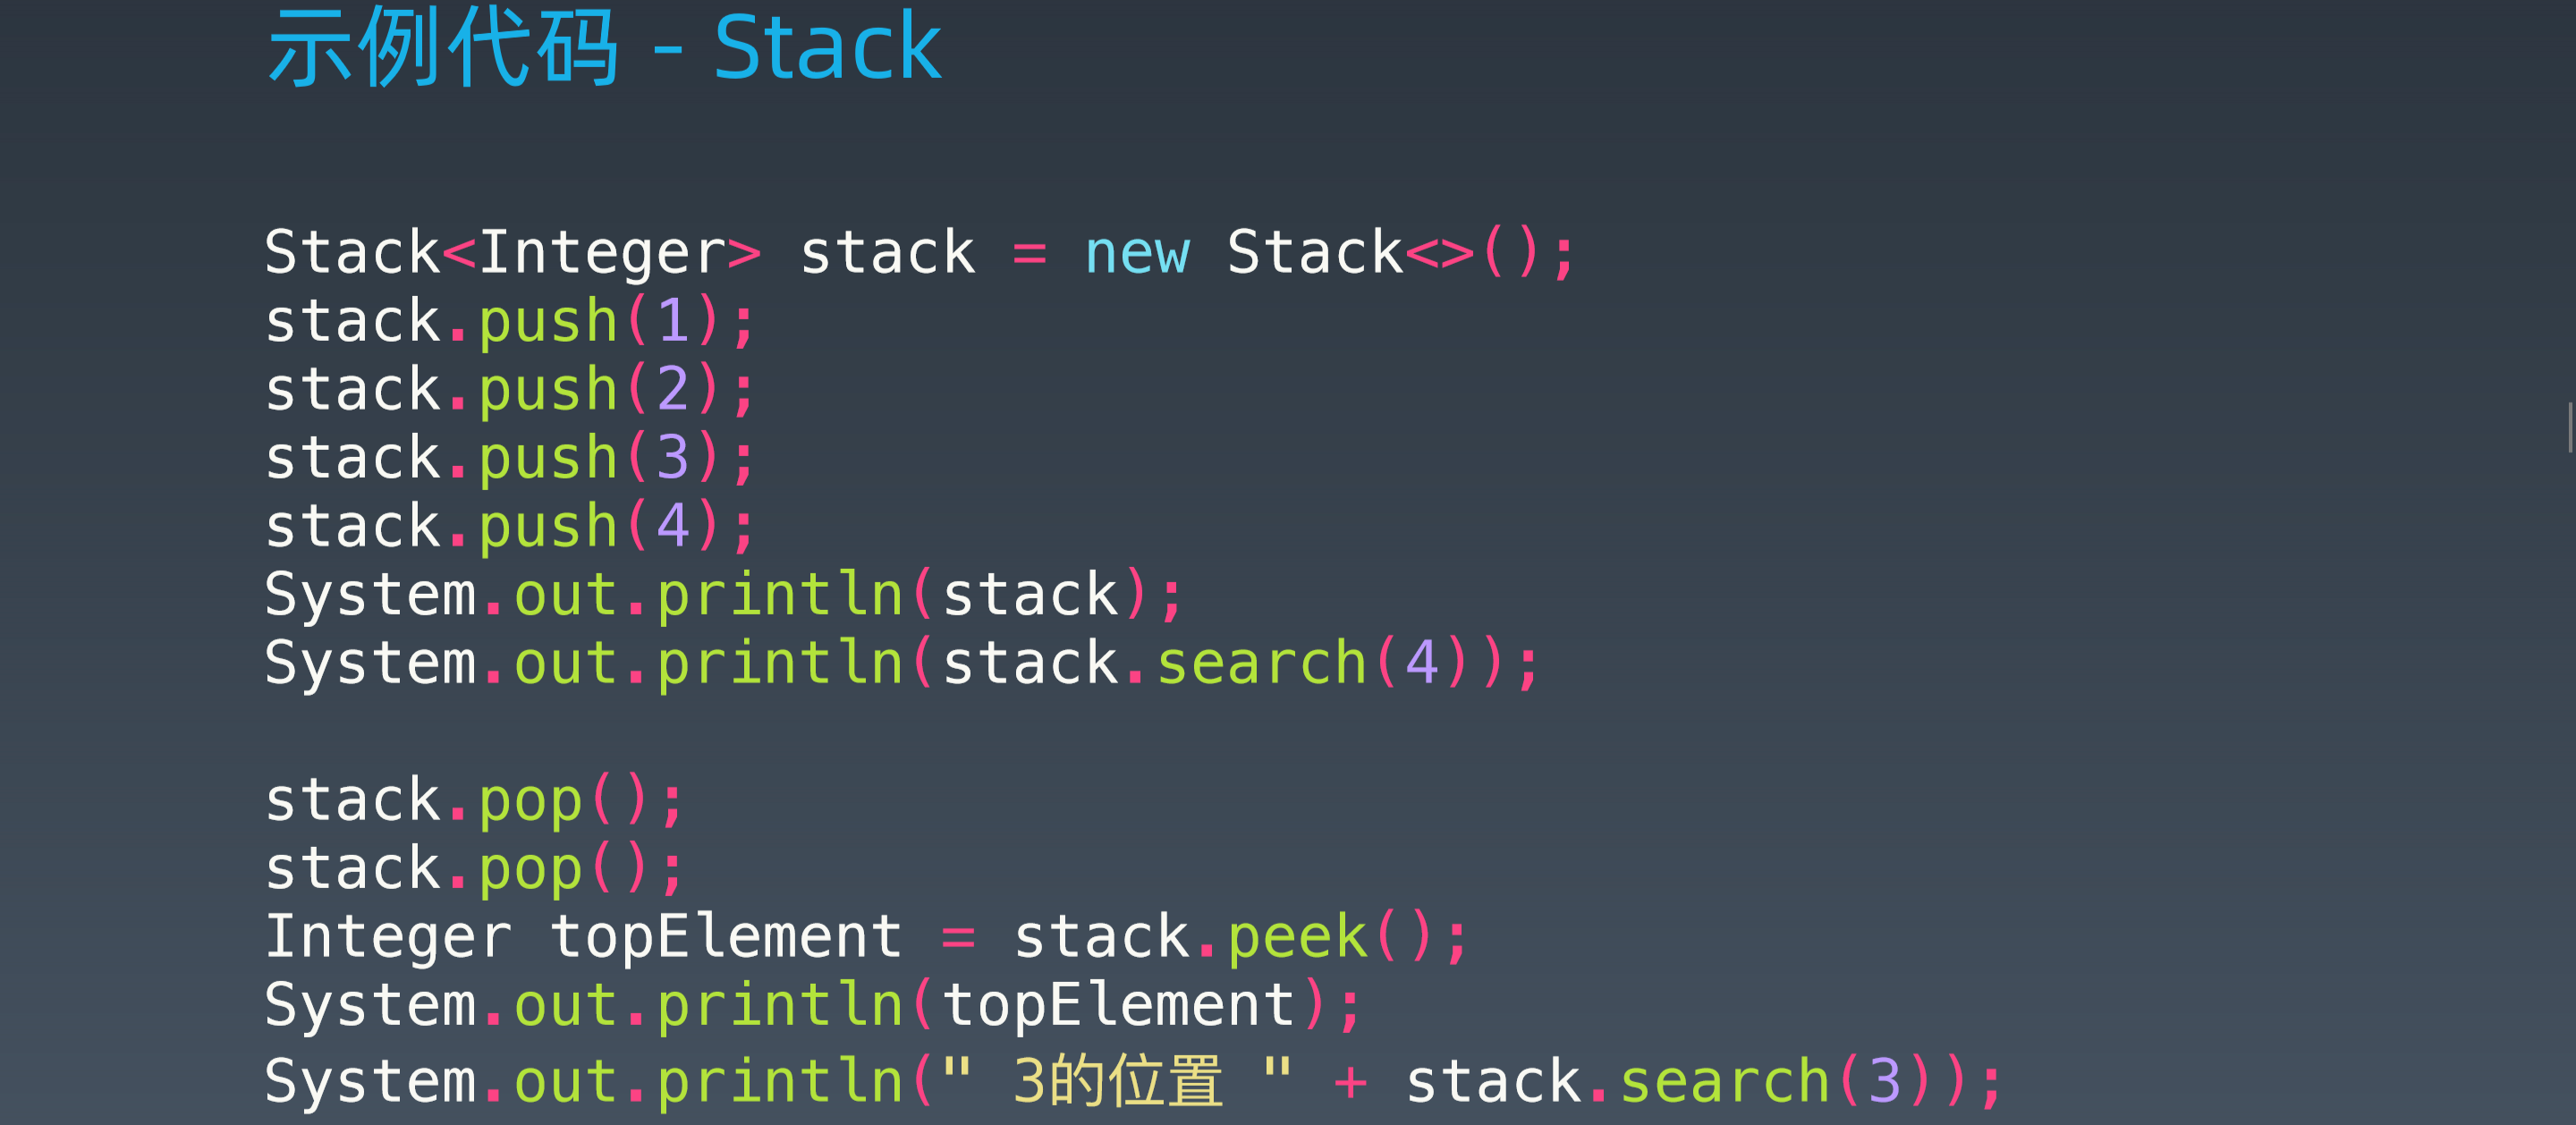 示例代码 - Stack
Stack<Integer> stack = new Stack<>();
stack.push(1);
stack.push(2);
stack.push(3);
stack.push(4);
System.out.println(stack);
System.out.println(stack.search(4));
stack.pop();
stack.pop();
Integer topElement = stack.peek();
System.out.println(topElement);
System.out.println(" 3的位置 " + stack.search(3));